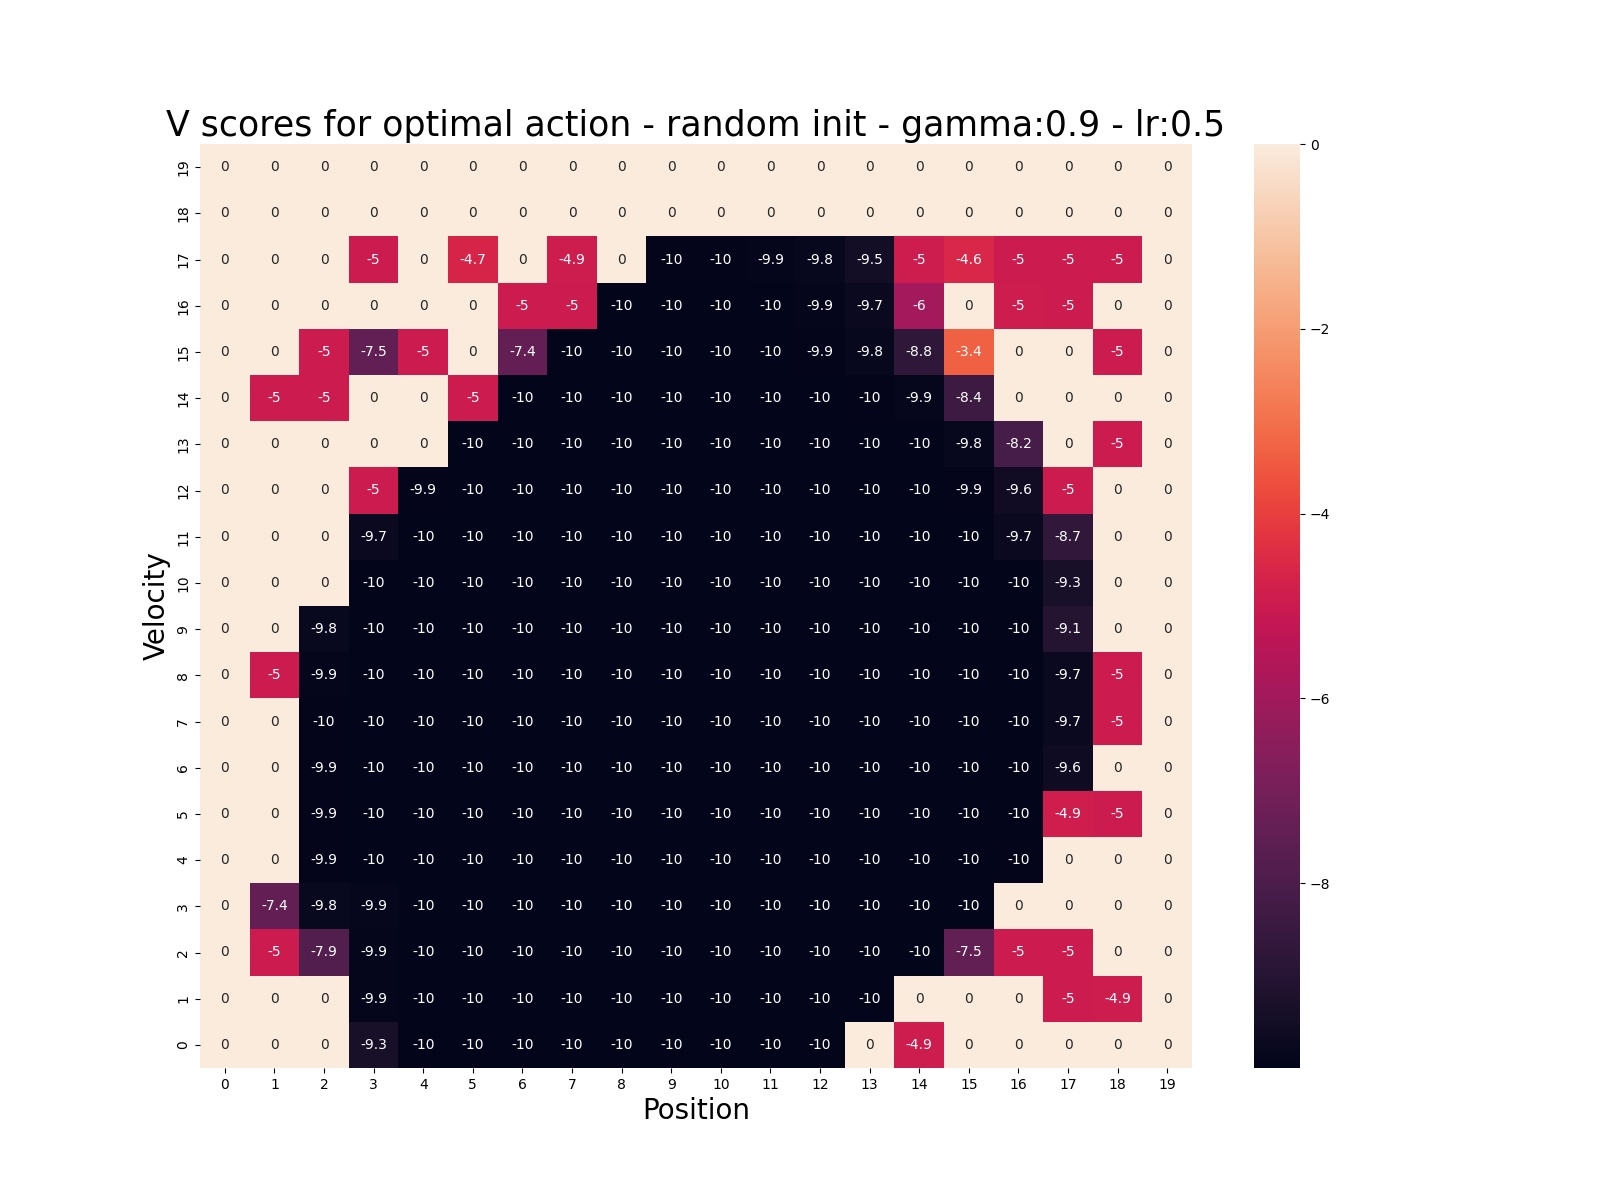 V scores for optimal action - random init - gamma:0.9 - lr:0.5
19 0 0 0 0 0 0 0 0 0 0 0 0 0 0 0 0 0 0 0 0 0
18 0 0 0 0 0 0 0 0 0 0 0 0 0 0 0 0 0 0 0 0
17 0 0 0 -5 0 -4.7 0 -4.9 0 -10 -10 -9.9 -9.8 -9.5 -5 -4.6 -5 -5 -5 0
16 0 0 0 0 0 0 -5 -5 -10 -10 -10 -10 -9.9 -9.7 -6 0 -5 -5 0 0
−2
15 0 0 -5 -7.5 -5 0 -7.4 -10 -10 -10 -10 -10 -9.9 -9.8 -8.8 -3.4 0 0 -5 0
14 0 -5 -5 0 0 -5 -10 -10 -10 -10 -10 -10 -10 -10 -9.9 -8.4 0 0 0 0
13 0 0 0 0 0 -10 -10 -10 -10 -10 -10 -10 -10 -10 -10 -9.8 -8.2 0 -5 0
12 0 0 0 -5 -9.9 -10 -10 -10 -10 -10 -10 -10 -10 -10 -10 -9.9 -9.6 -5 0 0
−4
11 0 0 0 -9.7 -10 -10 -10 -10 -10 -10 -10 -10 -10 -10 -10 -10 -9.7 -8.7 0 0
10 0 0 0 -10 -10 -10 -10 -10 -10 -10 -10 -10 -10 -10 -10 -10 -10 -9.3 0 0
Velocity
9 0 0 -9.8 -10 -10 -10 -10 -10 -10 -10 -10 -10 -10 -10 -10 -10 -10 -9.1 0 0
8 0 -5 -9.9 -10 -10 -10 -10 -10 -10 -10 -10 -10 -10 -10 -10 -10 -10 -9.7 -5 0
−6
7 0 0 -10 -10 -10 -10 -10 -10 -10 -10 -10 -10 -10 -10 -10 -10 -10 -9.7 -5 0
6 0 0 -9.9 -10 -10 -10 -10 -10 -10 -10 -10 -10 -10 -10 -10 -10 -10 -9.6 0 0
5 0 0 -9.9 -10 -10 -10 -10 -10 -10 -10 -10 -10 -10 -10 -10 -10 -10 -4.9 -5 0
4 0 0 -9.9 -10 -10 -10 -10 -10 -10 -10 -10 -10 -10 -10 -10 -10 -10 0 0 0
−8
3 0 -7.4 -9.8 -9.9 -10 -10 -10 -10 -10 -10 -10 -10 -10 -10 -10 -10 0 0 0 0
2 0 -5 -7.9 -9.9 -10 -10 -10 -10 -10 -10 -10 -10 -10 -10 -10 -7.5 -5 -5 0 0
1 0 0 0 -9.9 -10 -10 -10 -10 -10 -10 -10 -10 -10 -10 0 0 0 -5 -4.9 0
0 0 0 0 -9.3 -10 -10 -10 -10 -10 -10 -10 -10 -10 0 -4.9 0 0 0 0 0
0 1 2 3 4 5 6 7 8 9 10 11 12 13 14 15 16 17 18 19
Position